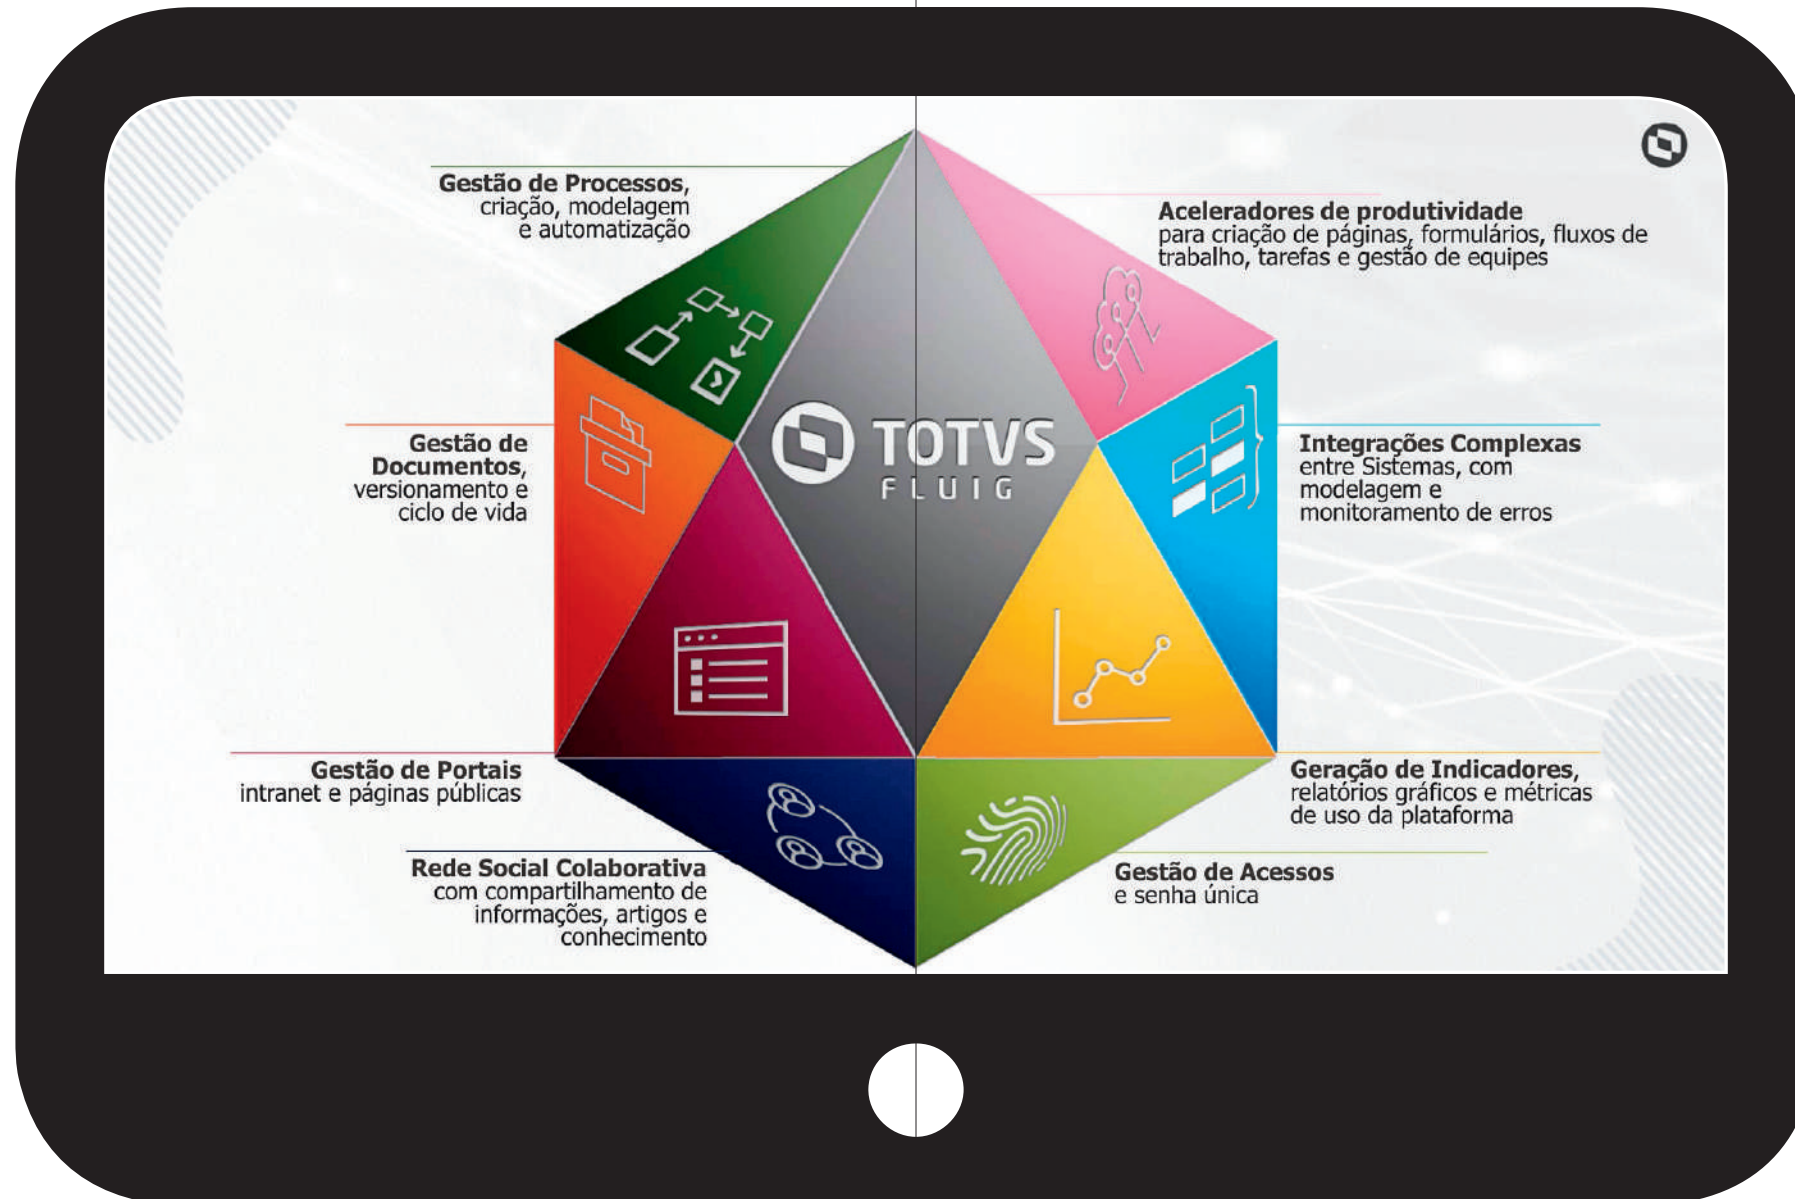 Gestão de Processos,
criação, modelagem
e automatização
Aceleradores de produtividade
para criação de páginas, formulários, fluxos de
trabalho, tarefas e gestão de equipes
Gestão de
Documentos,
versionamento e
ciclo de vida
TOTVS
FLUIG
Integrações Complexas
entre Sistemas, com
modelagem e
monitoramento de erros
Gestão de Portais
intranet e páginas públicas
Geração de Indicadores,
relatórios gráficos e métricas
de uso da plataforma
Rede Social Colaborativa
com compartilhamento de
informações, artigos e
conhecimento
Gestão de Acessos
e senha única